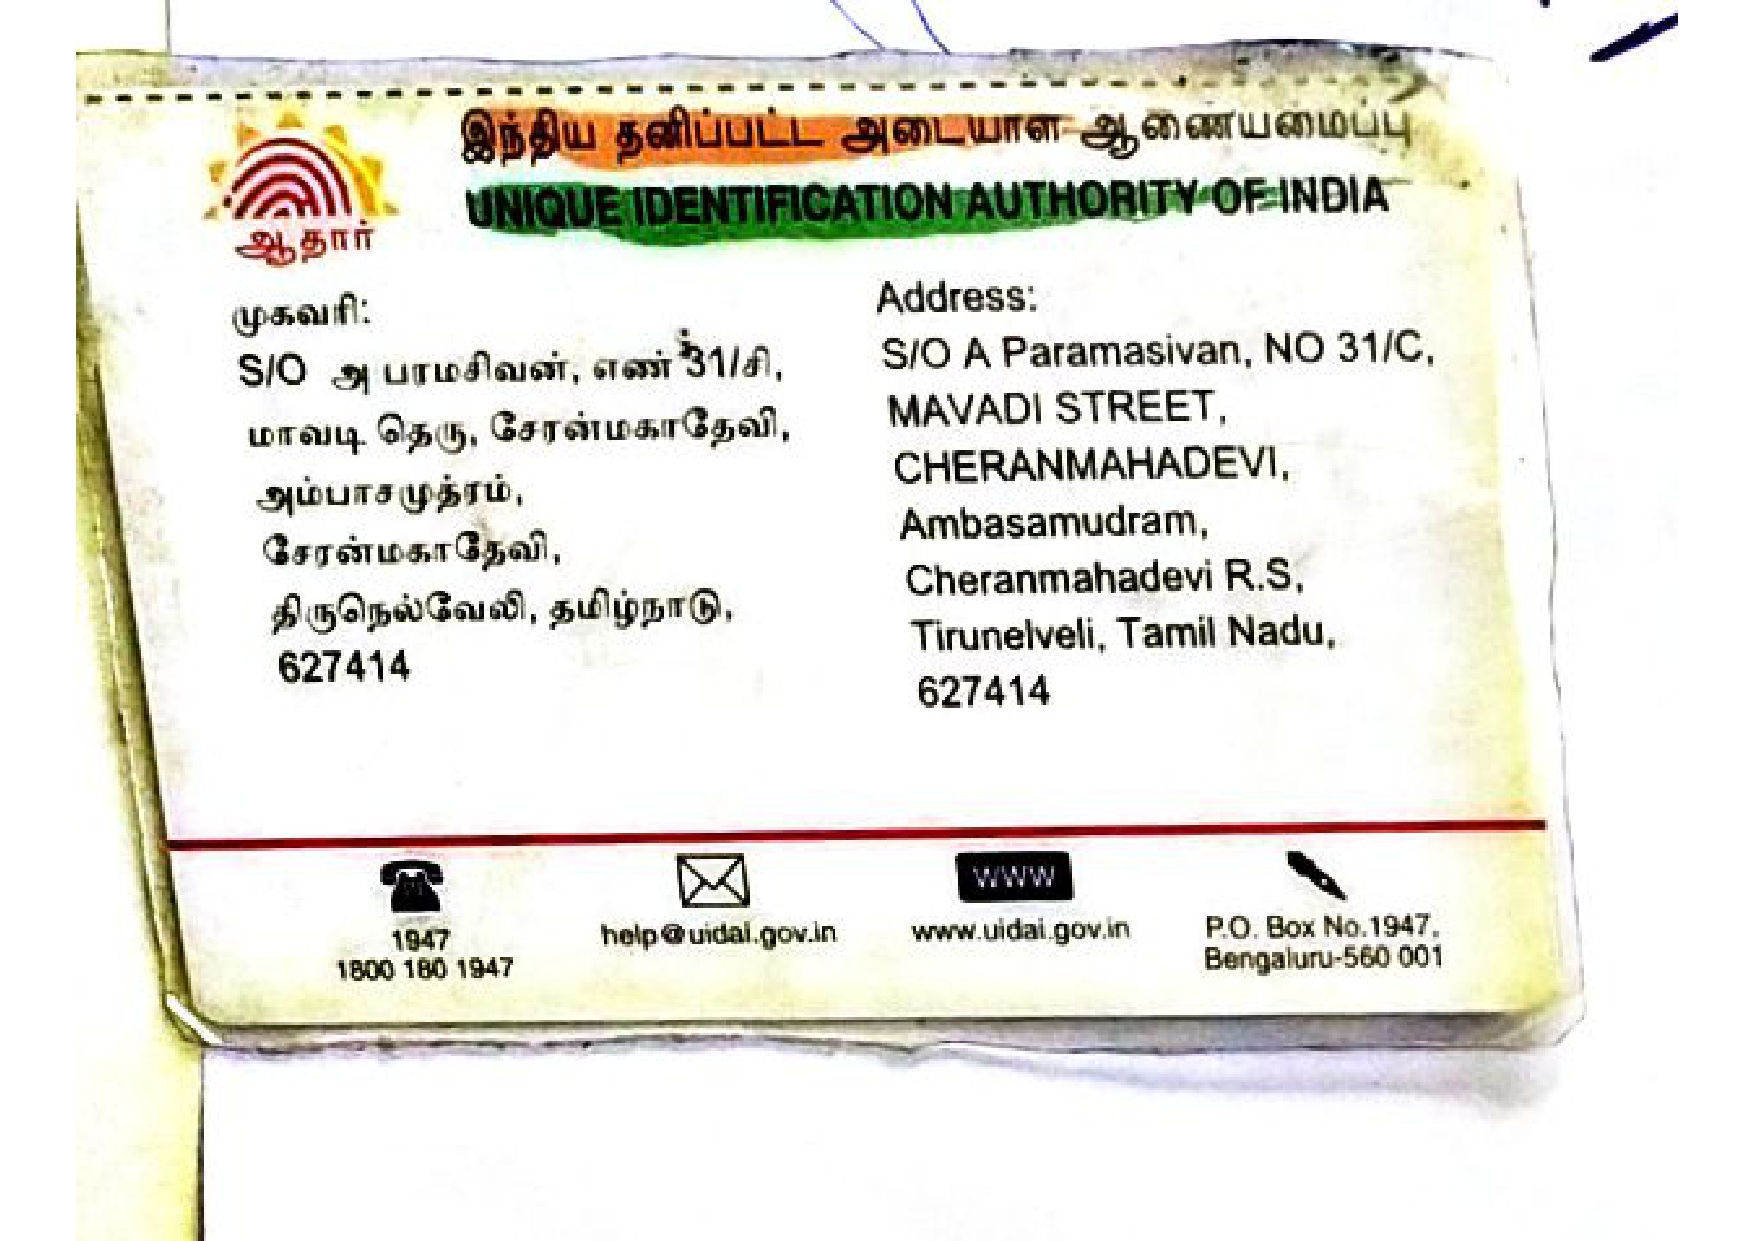 இந்திய தனிப்பட்ட அடையாள ஆணையமைப்பு
UNIQUE IDENTIFICATION AUTHORITY OF INDIA
ஆதார்
முகவரி:
S/O அ பரமசிவன், எண் 31/சி,
மாவடி தெரு, சேரன்மகாதேவி,
அம்பாசமுத்ரம்,
சேரன்மகாதேவி,
திருநெல்வேலி, தமிழ்நாடு,
627414
Address:
S/O A Paramasivan, NO 31/C,
MAVADI STREET,
CHERANMAHADEVI,
Ambasamudram,
Cheranmahadevi R.S,
Tirunelveli, Tamil Nadu,
627414
1947
1800 180 1947
help@uidai.gov.in
WWW
www.uidai.gov.in
P.O. Box No.1947,
Bengaluru-560 001